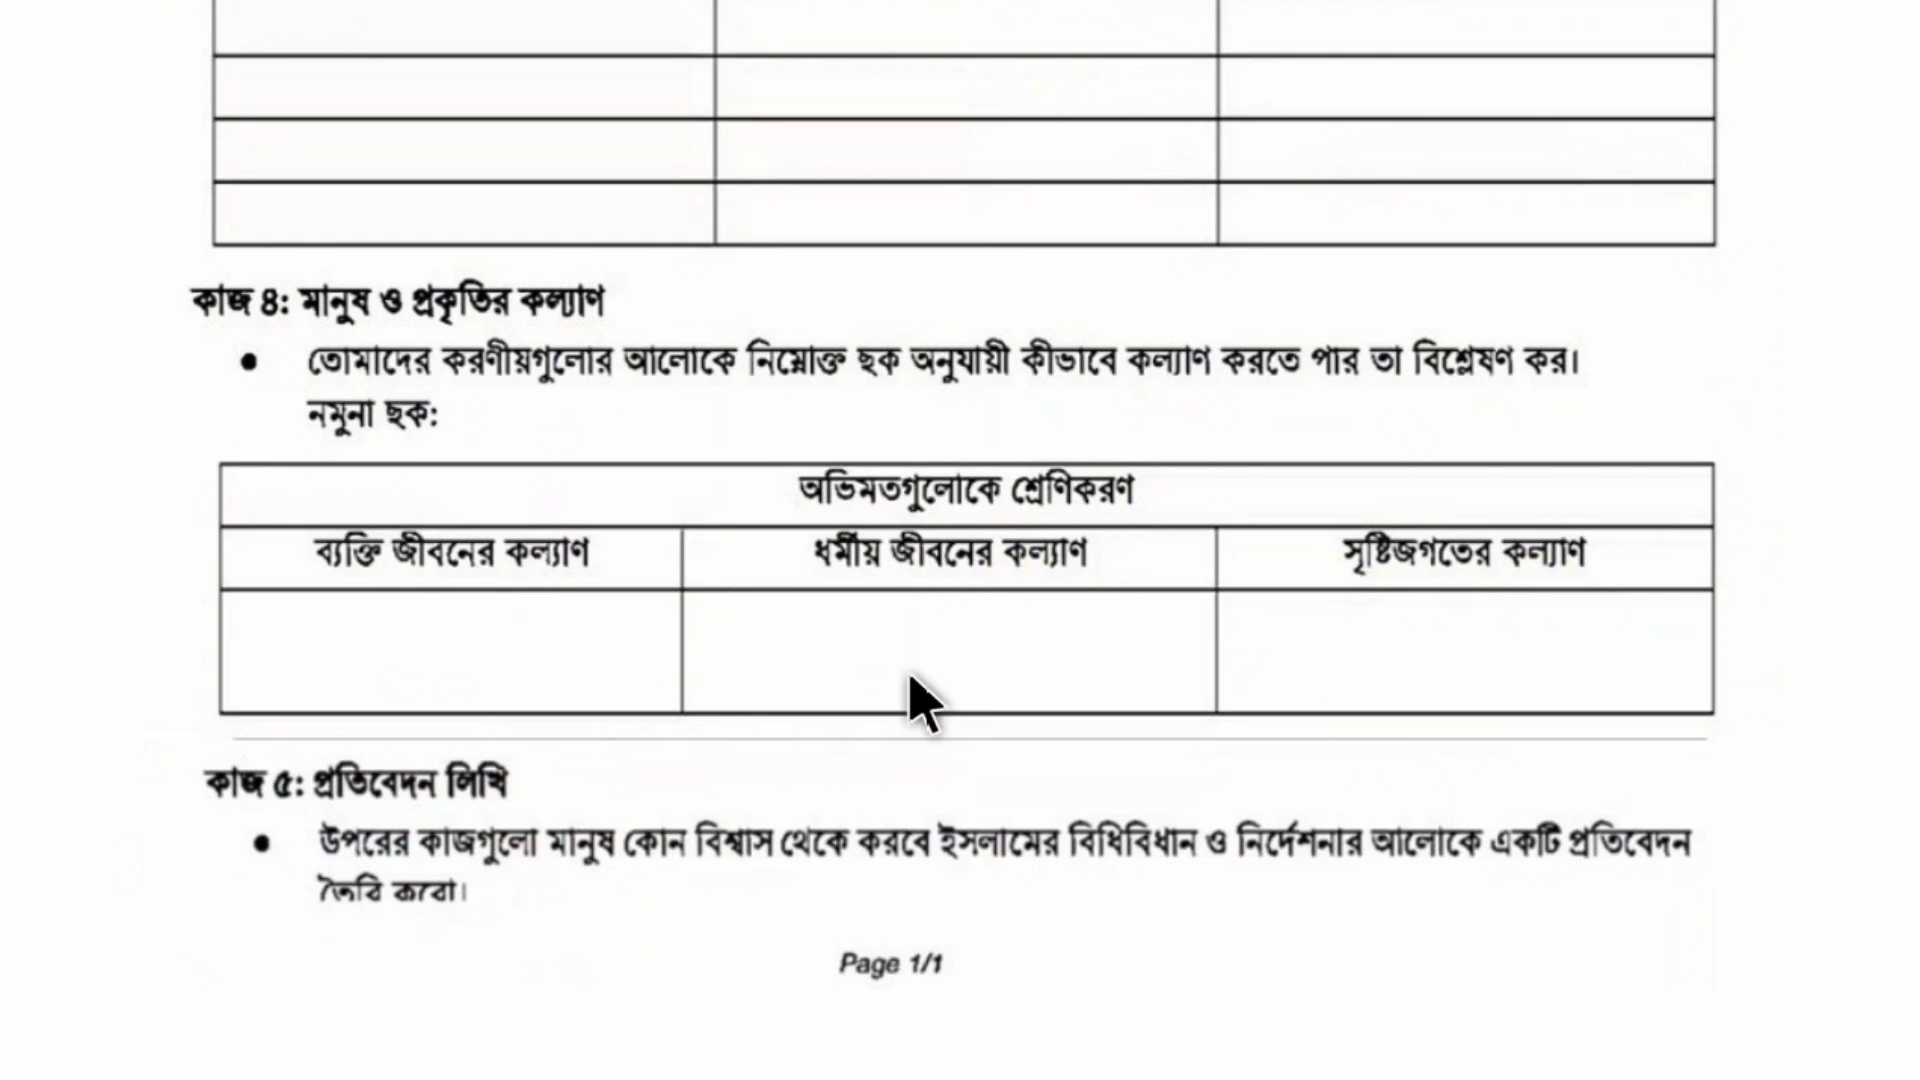 কাজ ৪: মানুষ ও প্রকৃতির কল্যাণ
● তোমাদের করণীয়গুলোর আলোকে নিম্নোক্ত ছক অনুযায়ী কীভাবে কল্যাণ করতে পার তা বিশ্লেষণ কর।
নমুনা ছক:
অভিমতগুলোকে শ্রেণিকরণ
ব্যক্তি জীবনের কল্যাণ ধর্মীয় জীবনের কল্যাণ সৃষ্টিজগতের কল্যাণ
কাজ ৫: প্রতিবেদন লিখি
● উপরের কাজগুলো মানুষ কোন বিশ্বাস থেকে করবে ইসলামের বিধিবিধান ও নির্দেশনার আলোকে একটি প্রতিবেদন
তৈরি করো।
Page 1/1